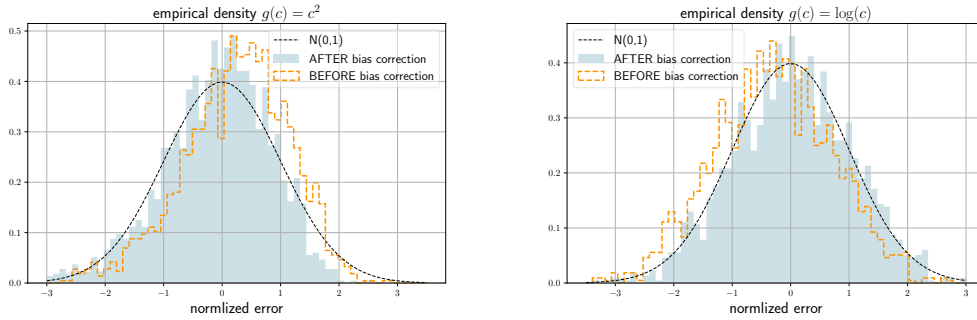 empirical density g(c) = c²
N(0,1)
AFTER bias correction
BEFORE bias correction
0.5
0.4
0.3
0.2
0.1
0.0
−3 −2 −1 0 1 2 3
normlized error
empirical density g(c) = log(c)
N(0,1)
AFTER bias correction
BEFORE bias correction
0.4
0.3
0.2
0.1
0.0
−3 −2 −1 0 1 2 3
normlized error